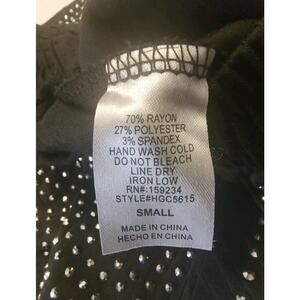 70% RAYON
27% POLYESTER
3% SPANDEX
HAND WASH COLD
DO NOT BLEACH
LINE DRY
IRON LOW
RN#:159234
STYLE#HGC5615
SMALL
MADE IN CHINA
HECHO EN CHINA